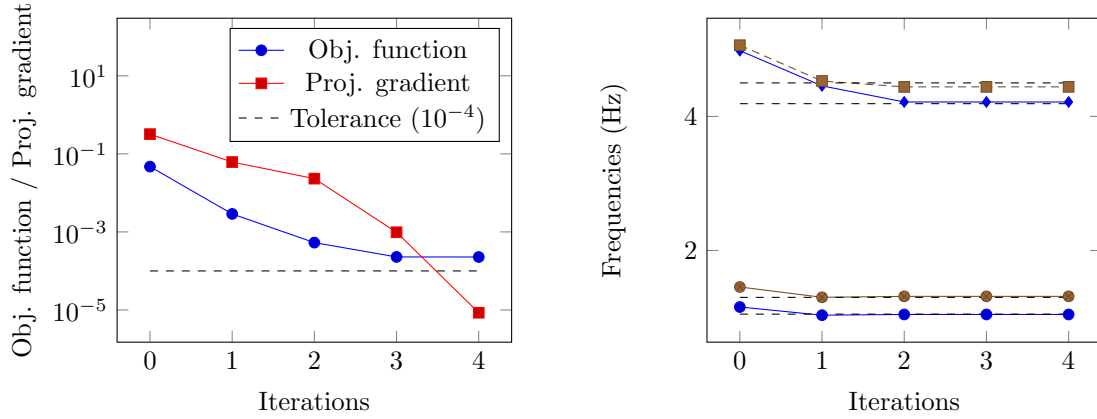 Obj. function / Proj. gradient
10^1
10^{-1}
10^{-3}
10^{-5}
0 1 2 3 4
Iterations
Obj. function
Proj. gradient
Tolerance (10^{-4})
Frequencies (Hz)
4
2
0 1 2 3 4
Iterations